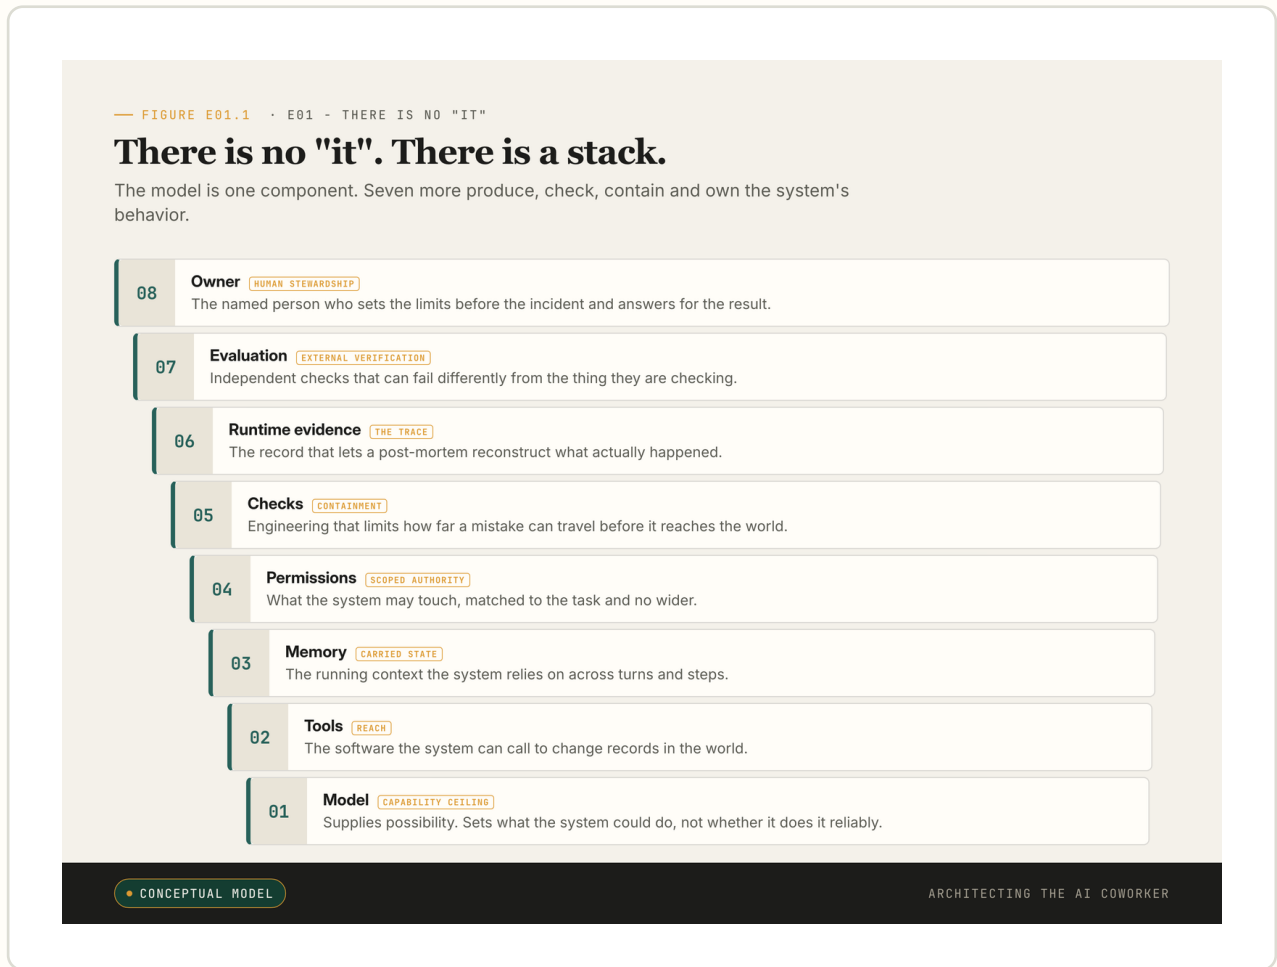 FIGURE E01.1 · E01 - THERE IS NO "IT"
There is no "it". There is a stack.
The model is one component. Seven more produce, check, contain and own the system's
behavior.
08
Owner HUMAN STEWARDSHIP
The named person who sets the limits before the incident and answers for the result.
07
Evaluation EXTERNAL VERIFICATION
Independent checks that can fail differently from the thing they are checking.
06
Runtime evidence THE TRACE
The record that lets a post-mortem reconstruct what actually happened.
05
Checks CONTAINMENT
Engineering that limits how far a mistake can travel before it reaches the world.
04
Permissions SCOPED AUTHORITY
What the system may touch, matched to the task and no wider.
03
Memory CARRIED STATE
The running context the system relies on across turns and steps.
02
Tools REACH
The software the system can call to change records in the world.
01
Model CAPABILITY CEILING
Supplies possibility. Sets what the system could do, not whether it does it reliably.
CONCEPTUAL MODEL
ARCHITECTING THE AI COWORKER